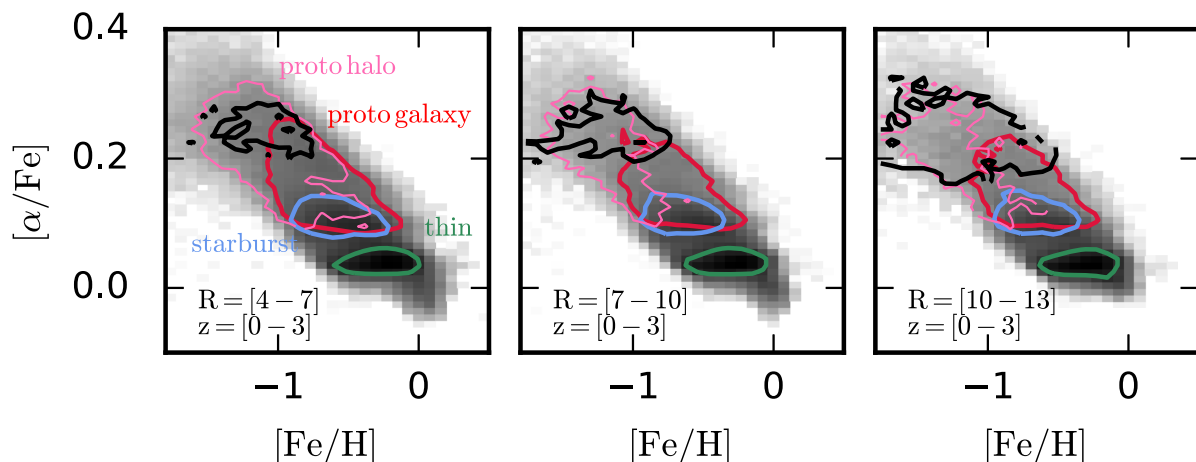 0.4
0.2
0.0
[α/Fe]
proto halo
proto galaxy
starburst
thin
R = [4 − 7]
z = [0 − 3]
R = [7 − 10]
z = [0 − 3]
R = [10 − 13]
z = [0 − 3]
−1 0
−1 0
−1 0
[Fe/H]
[Fe/H]
[Fe/H]